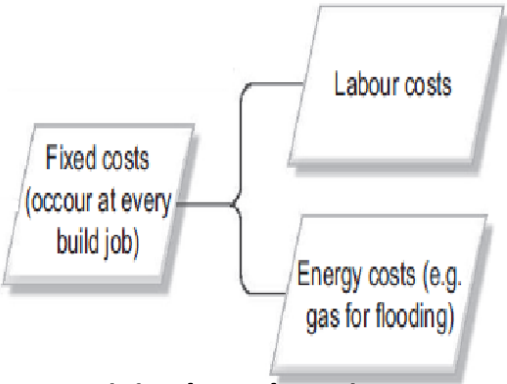 Labour costs
Fixed costs
(occour at every
build job)
Energy costs (e.g.
gas for flooding)